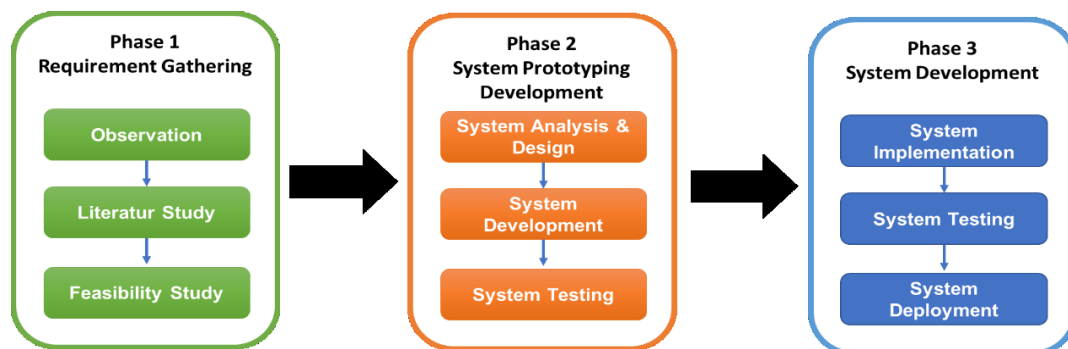 Phase 1
Requirement Gathering
Observation
Literatur Study
Feasibility Study
Phase 2
System Prototyping
Development
System Analysis &
Design
System
Development
System Testing
Phase 3
System Development
System
Implementation
System Testing
System
Deployment